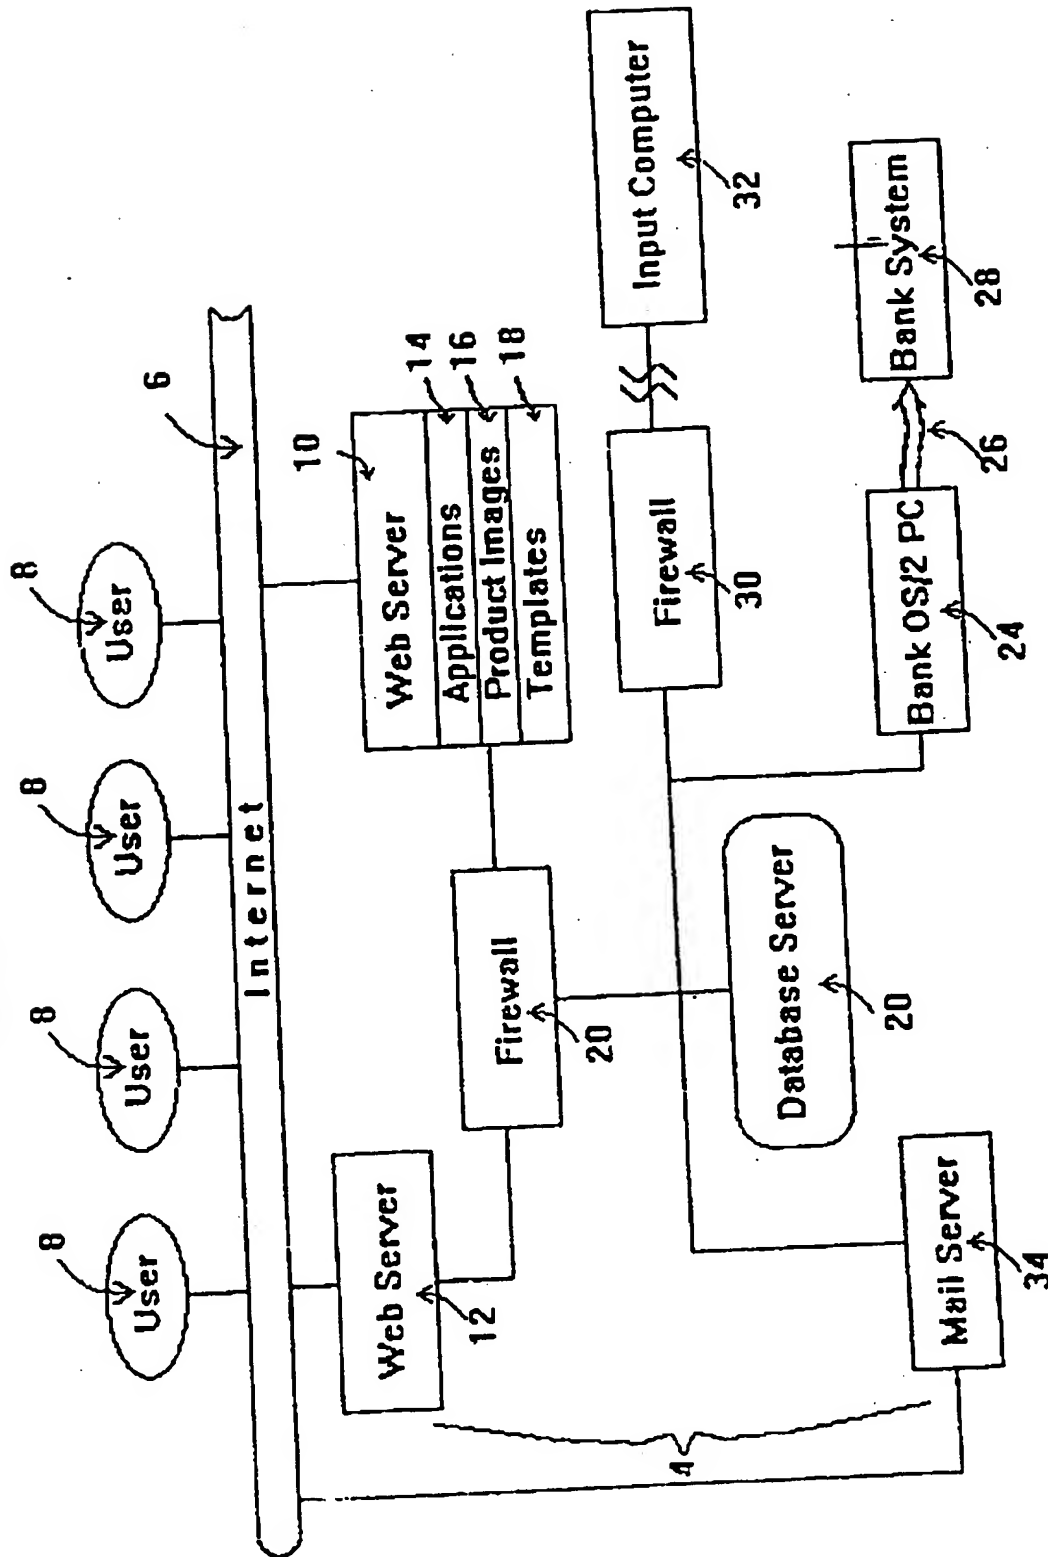 8
User
8
User
8
User
8
User
6
Internet
Web Server
12
10
Web Server
Applications
14
Product Images
16
Templates
18
Firewall
20
Firewall
30
Input Computer
32
Database Server
20
Bank OS/2 PC
24
26
Bank System
28
Mail Server
34
4